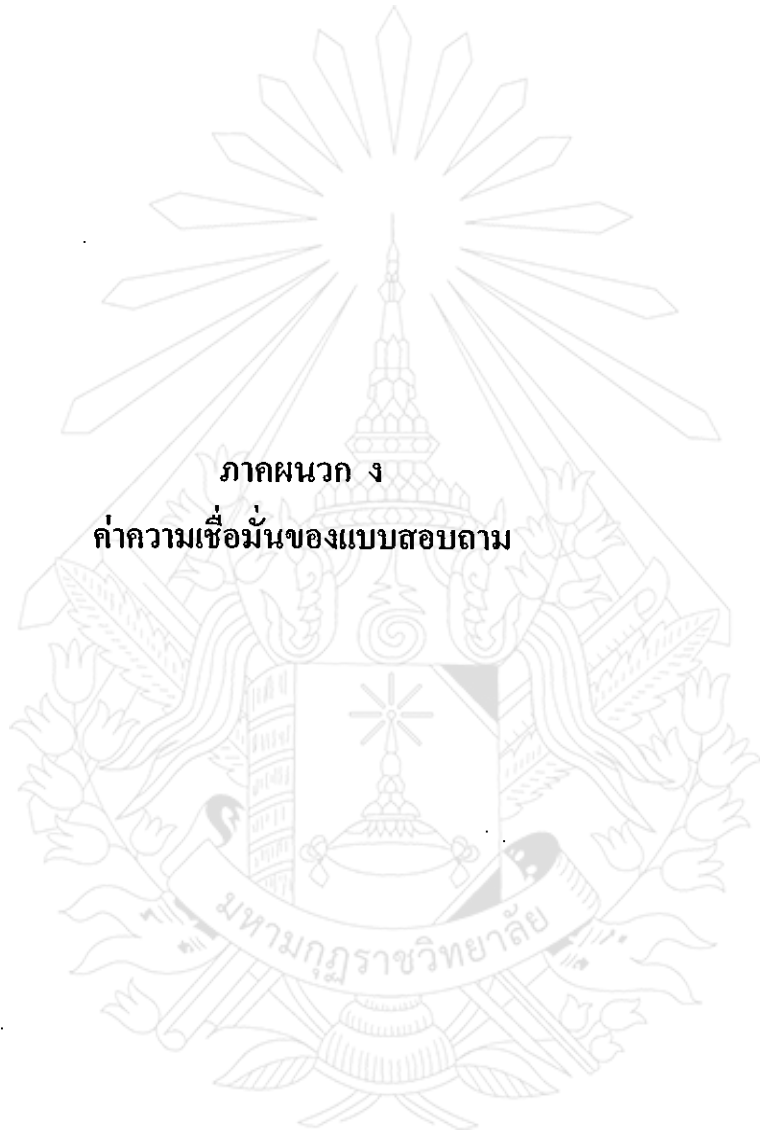 ภาคผนวก ง
ค่าความเชื่อมั่นของแบบสอบถาม
มหามกุฏราชวิทยาลัย